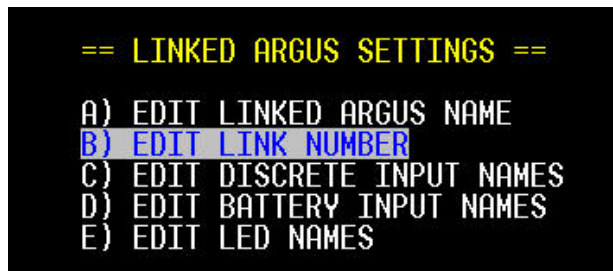 == LINKED ARGUS SETTINGS ==
A) EDIT LINKED ARGUS NAME
B) EDIT LINK NUMBER
C) EDIT DISCRETE INPUT NAMES
D) EDIT BATTERY INPUT NAMES
E) EDIT LED NAMES